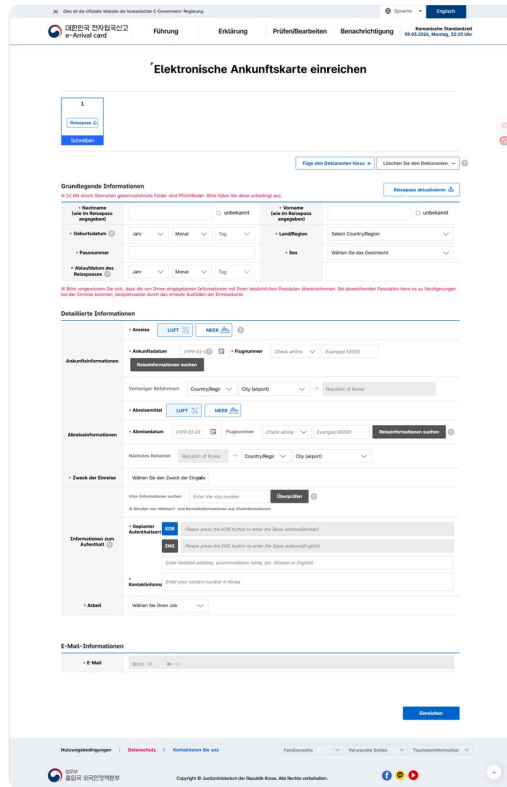 Dies ist die offizielle Website der koreanischen E-Government-Regierung.
Sprache
Englisch
대한민국 전자입국신고
e-Arrival card
Führung
Erklärung
Prüfen/Bearbeiten
Benachrichtigung
Koreanische Standardzeit
09.03.2026, Montag, 22:25 Uhr
Elektronische Ankunftskarte einreichen
1
Reisepass
Schreiben
Füge den Deklaranten hinzu +
Löschen Sie den Deklaranten. −
Grundlegende Informationen
※ [*] Mit einem Sternchen gekennzeichnete Felder sind Pflichtfelder. Bitte füllen Sie diese unbedingt aus.
Reisepass aktualisieren
* Nachname
(wie im Reisepass
angegeben)
unbekannt
* Vorname
(wie im Reisepass
angegeben)
unbekannt
* Geburtsdatum ?
Jahr
Monat
Tag
* Land/Region
Select Country/Region
* Passnummer
* Sex
Wählen Sie das Geschlecht
* Ablaufdatum des
Reisepasses ?
Jahr
Monat
Tag
※ Bitte vergewissern Sie sich, dass die von Ihnen eingegebenen Informationen mit Ihren tatsächlichen Passdaten übereinstimmen. Bei abweichenden Passdaten kann es zu Verzögerungen
bei der Einreise kommen, beispielsweise durch das erneute Ausfüllen der Einreisekarte.
Detaillierte Informationen
Ankunftsinformationen
* Anreise
LUFT
MEER
?
* Ankunftsdatum
1999-01-0
* Flugnummer
Check airline
Example) KE000
Reiseinformationen suchen
Vorheriger Abfahrtsort
Country/Regic
City (airport)
→
Republic of Korea
Abreiseinformationen
* Abreisemittel
LUFT
MEER
* Abreisedatum
1999-01-01
Flugnummer
Check airline
Example) KE000
Reiseinformationen suchen
?
Nächstes Reiseziel
Republic of Korea
→
Country/Regic
City (airport)
* Zweck der Einreise
Wählen Sie den Zweck der Eingabe
Informationen zum
Aufenthalt ?
Visa-Informationen suchen
Enter the visa number
Überprüfen
?
※ Abrufen von Wohnort- und Kontaktinformationen aus Visainformationen.
* Geplanter
Aufenthaltsort
KOR
Please press the KOR button to enter the Basic address(Korean)
ENG
Please press the ENG button to enter the Basic address(English)
Enter detailed address, accommodation name, etc. (Korean or English)
*
Kontaktinforma
Enter your contact number in Korea
* Arbeit
Wählen Sie Ihren Job
E-Mail-Informationen
* E-Mail
Einreichen
Nutzungsbedingungen
Datenschutz
Kontaktieren Sie uns
Familienseite
Verwandte Seiten
Touristeninformation
법무부
출입국·외국인정책본부
Copyright © Justizministerium der Republik Korea. Alle Rechte vorbehalten.